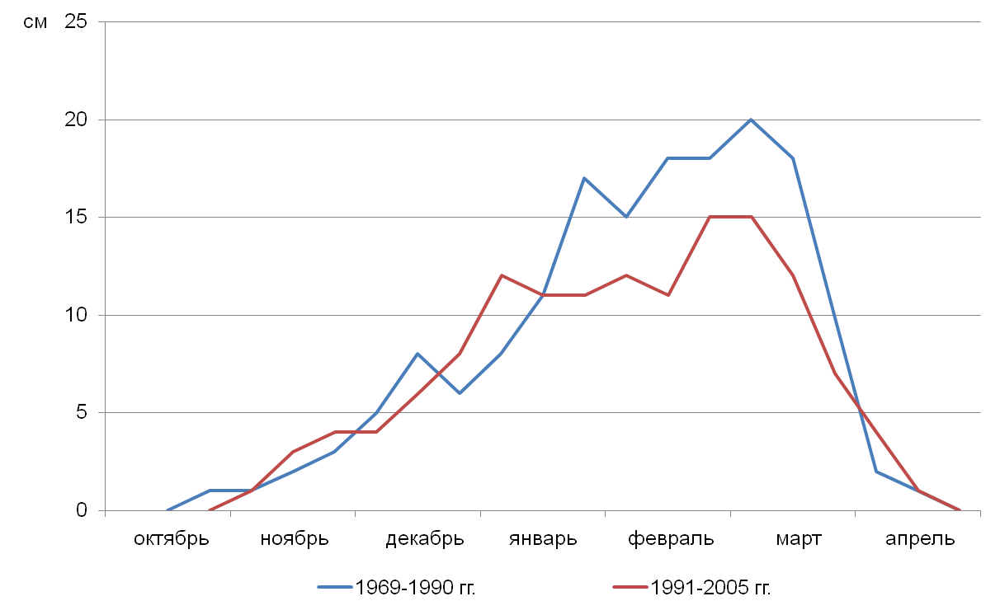 см 25
20
15
10
5
0
октябрь ноябрь декабрь январь февраль март апрель
1969-1990 гг. 1991-2005 гг.